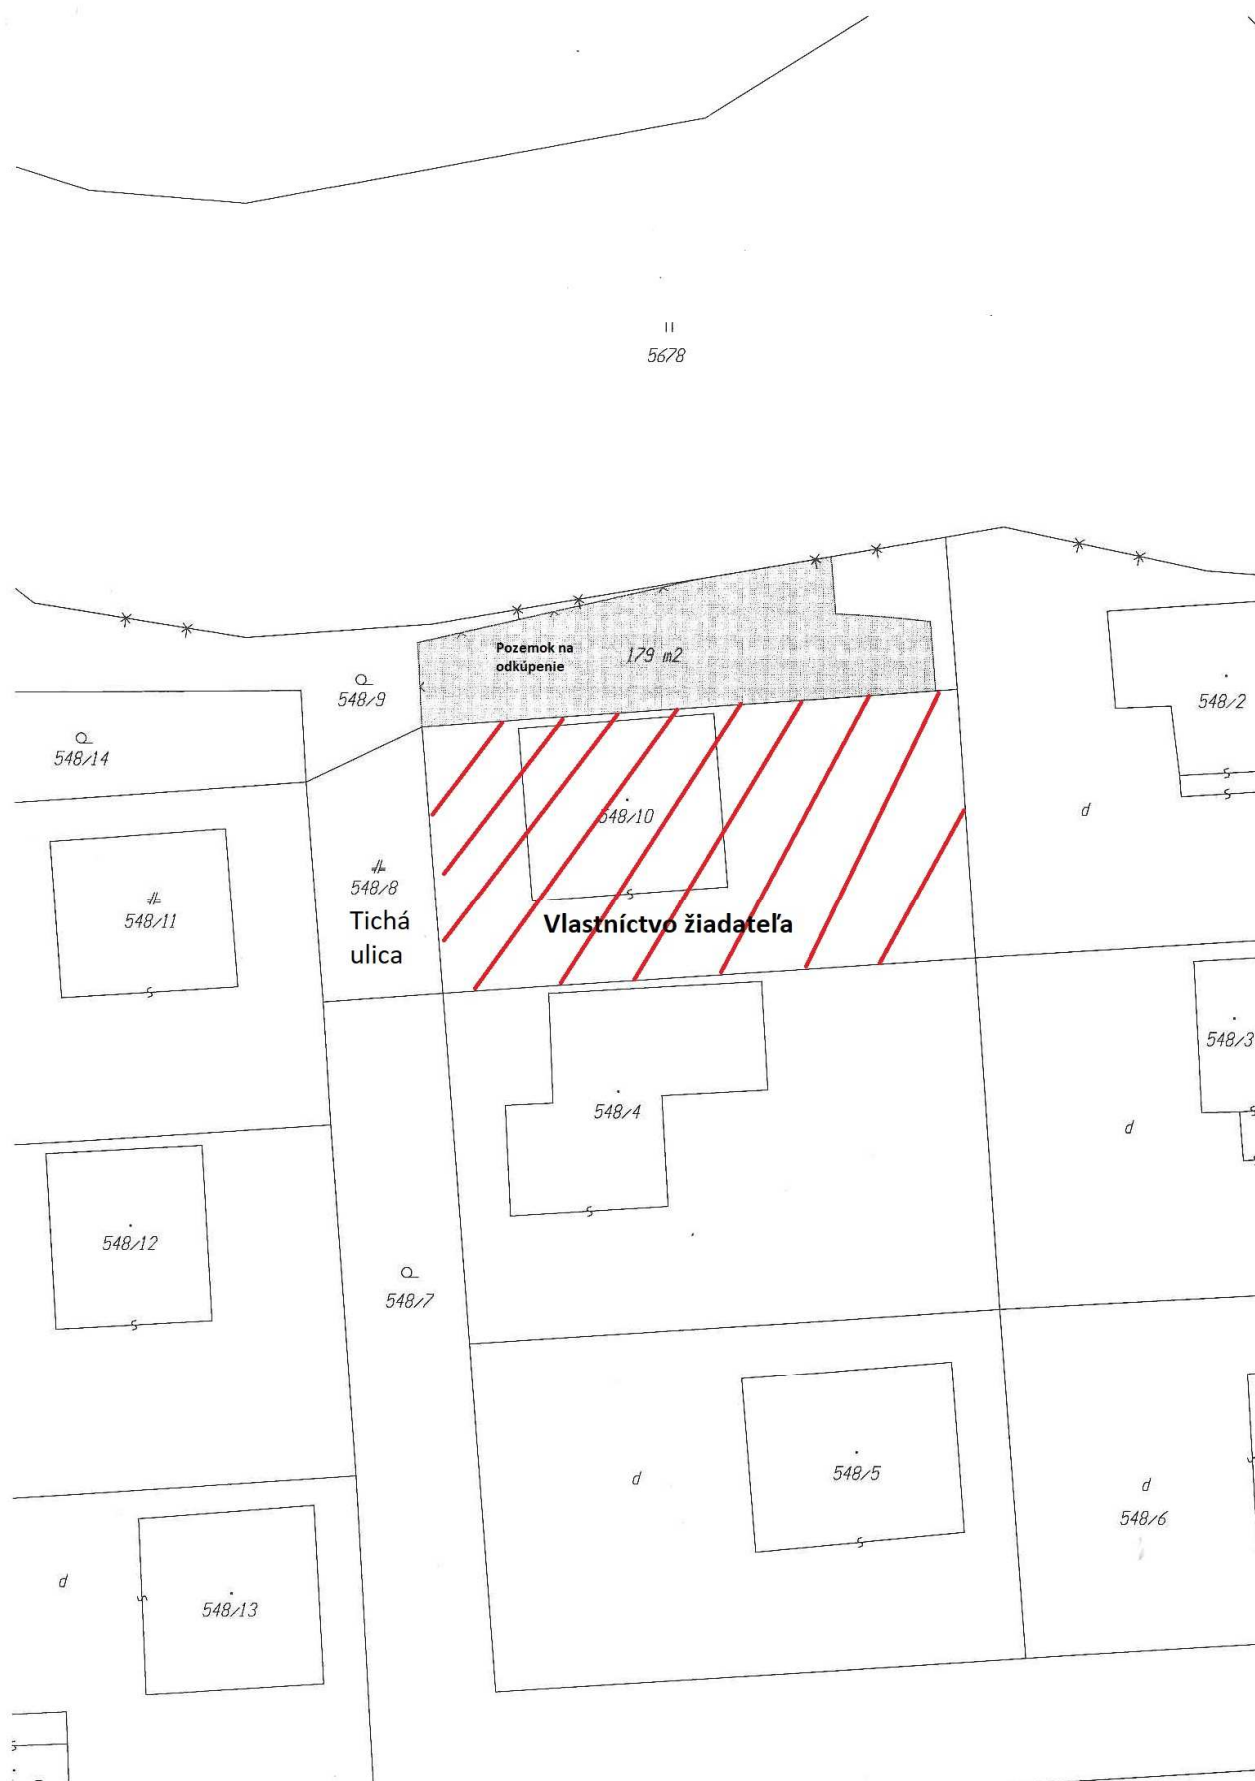 5678
Pozemok na
odkúpenie
179 m2
548/9
548/2
548/14
548/10
d
548/8
548/11
Tichá
ulica
Vlastníctvo žiadateľa
548/3
548/4
d
548/12
548/7
548/5
d
d
548/6
d
548/13